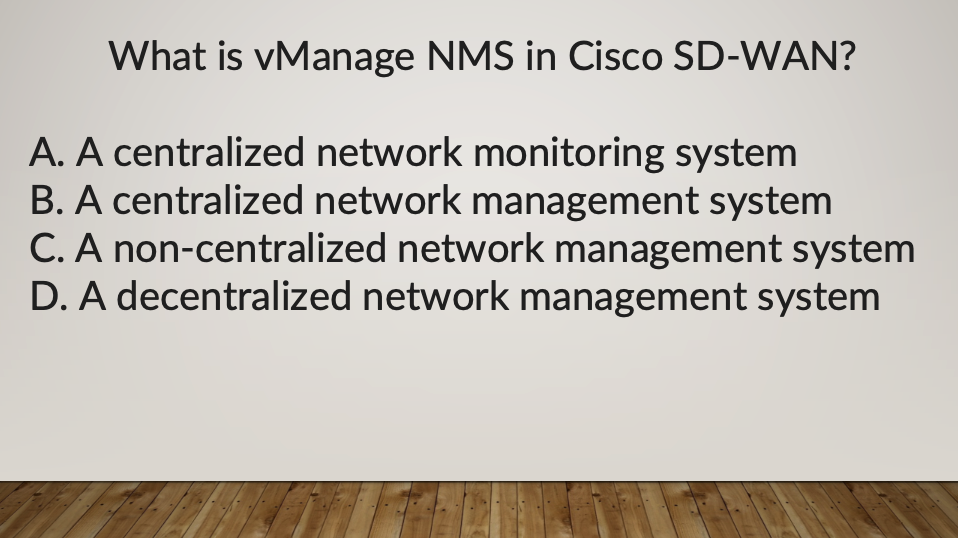 What is vManage NMS in Cisco SD-WAN?
A. A centralized network monitoring system
B. A centralized network management system
C. A non-centralized network management system
D. A decentralized network management system